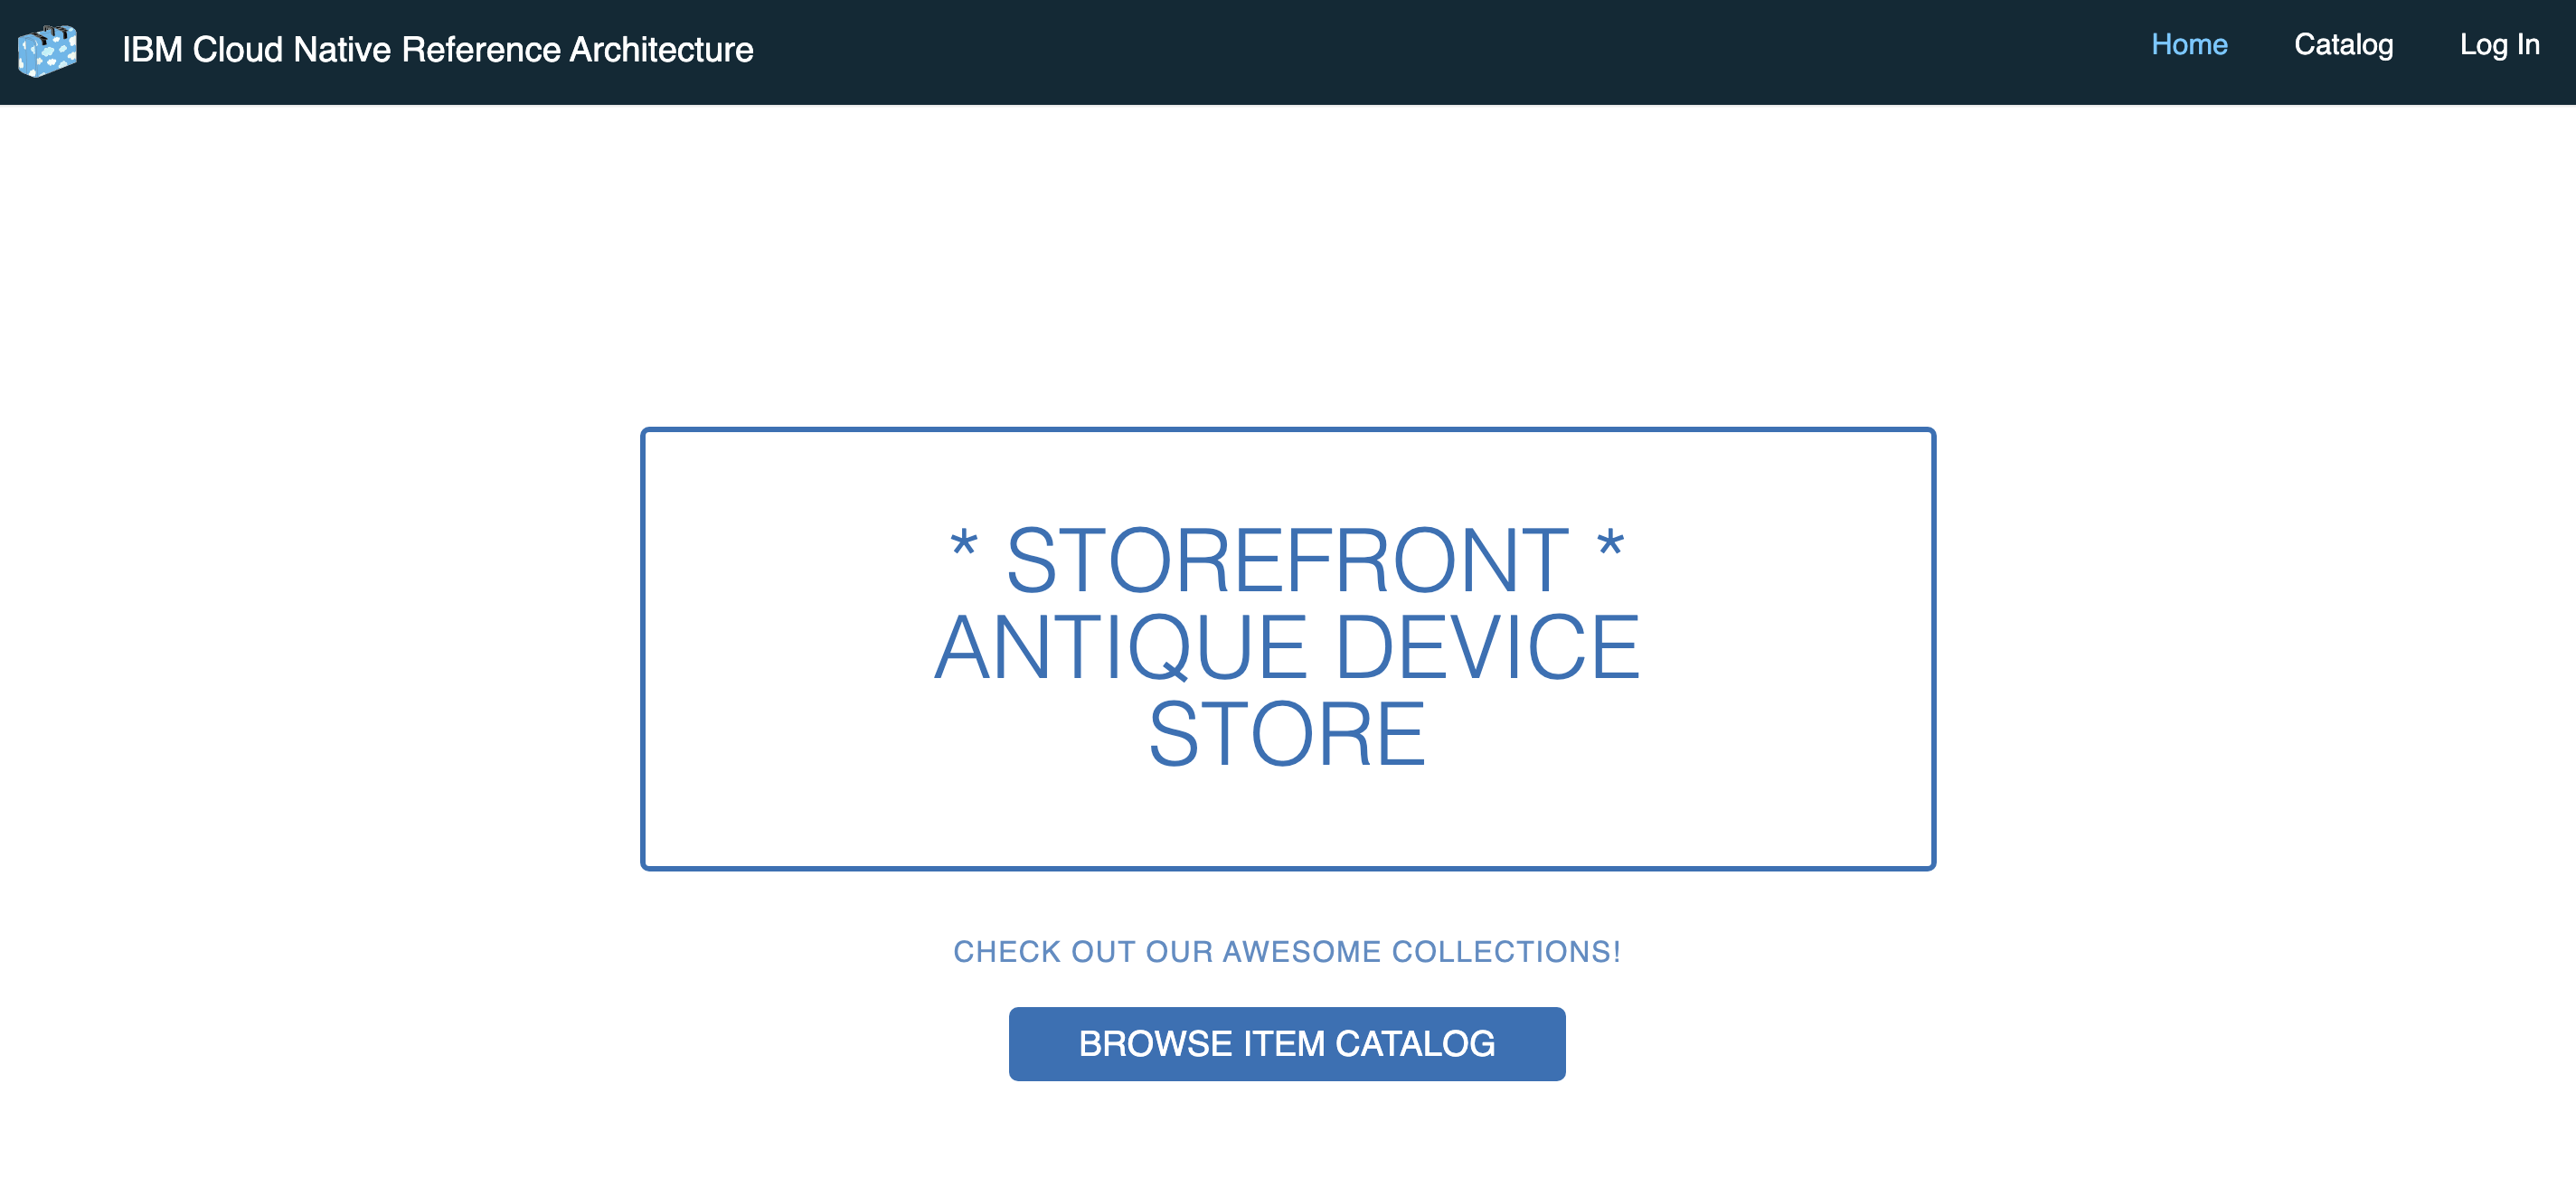 IBM Cloud Native Reference Architecture
Home Catalog Log In
* STOREFRONT *
ANTIQUE DEVICE
STORE
CHECK OUT OUR AWESOME COLLECTIONS!
BROWSE ITEM CATALOG